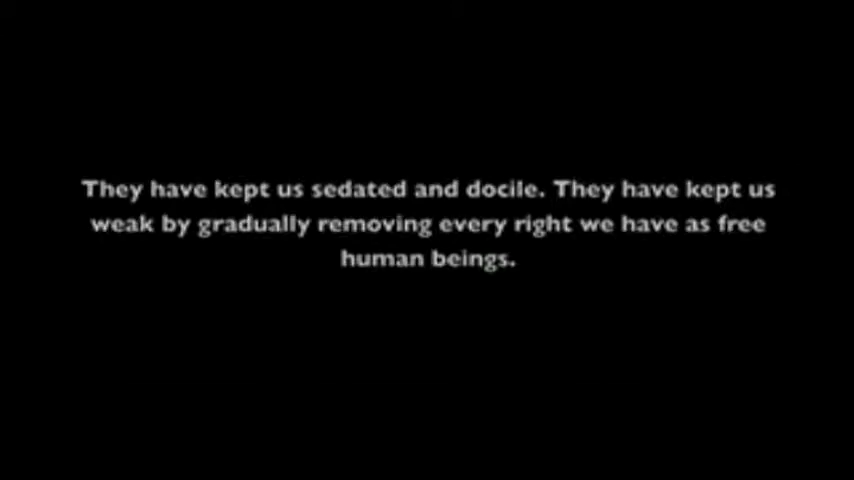 They have kept us sedated and docile. They have kept us
weak by gradually removing every right we have as free
human beings.